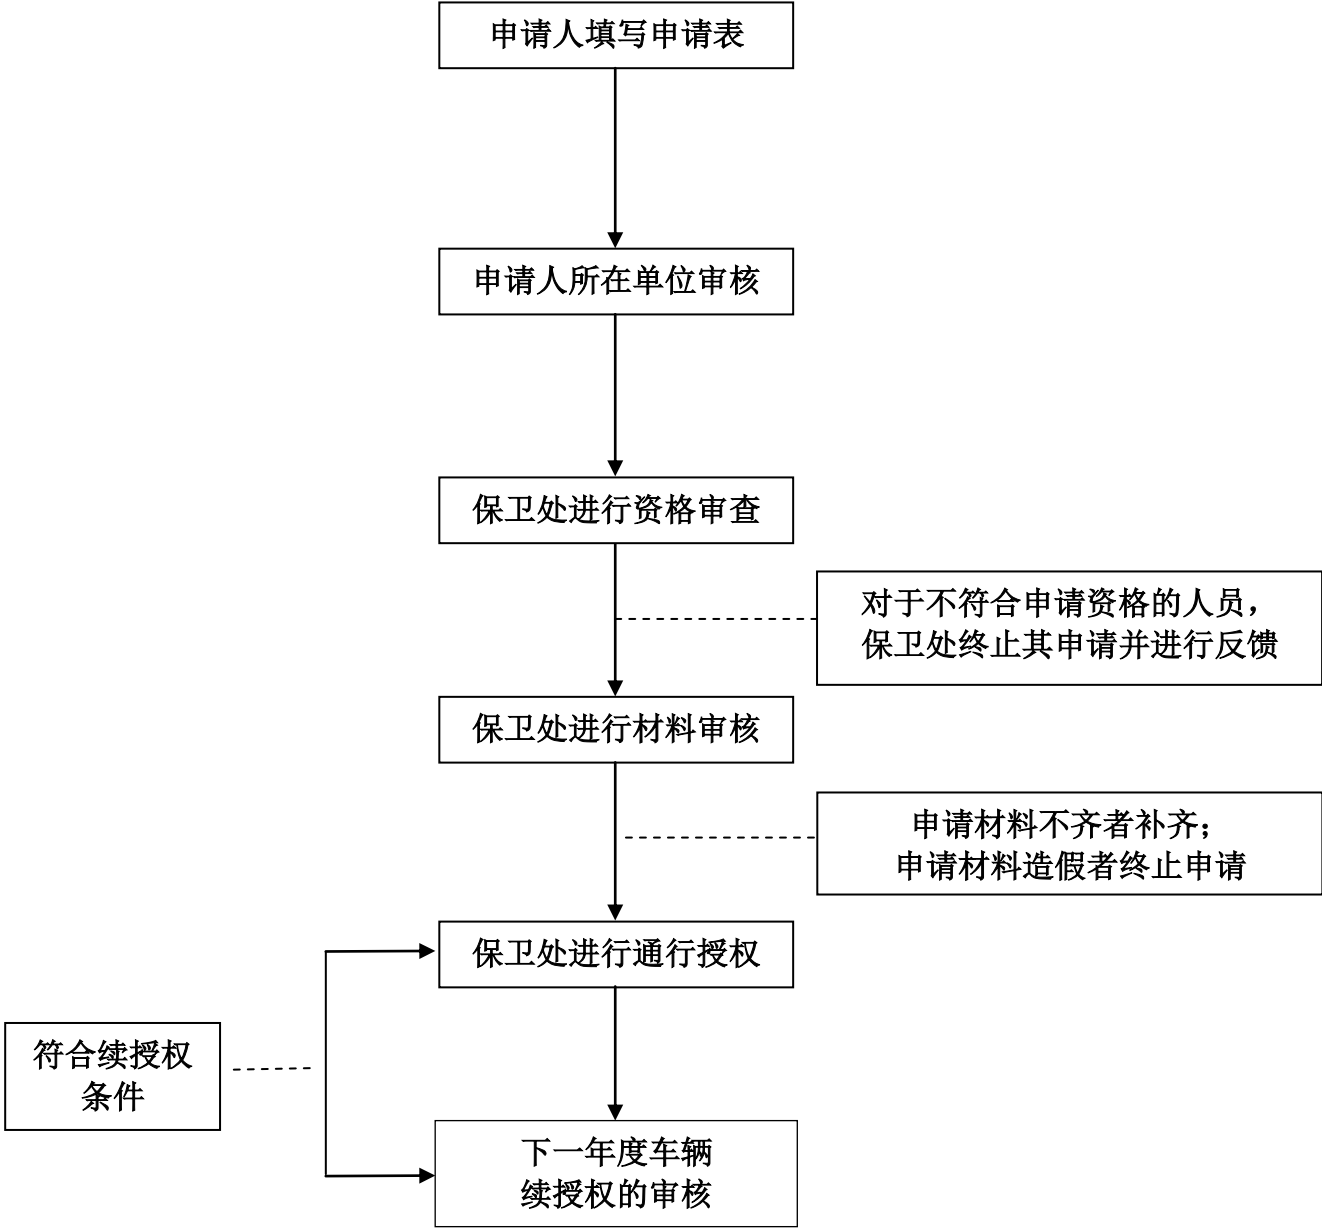 申请人填写申请表
申请人所在单位审核
保卫处进行资格审查
对于不符合申请资格的人员，
保卫处终止其申请并进行反馈
保卫处进行材料审核
申请材料不齐者补齐；
申请材料造假者终止申请
保卫处进行通行授权
符合续授权
条件
下一年度车辆
续授权的审核